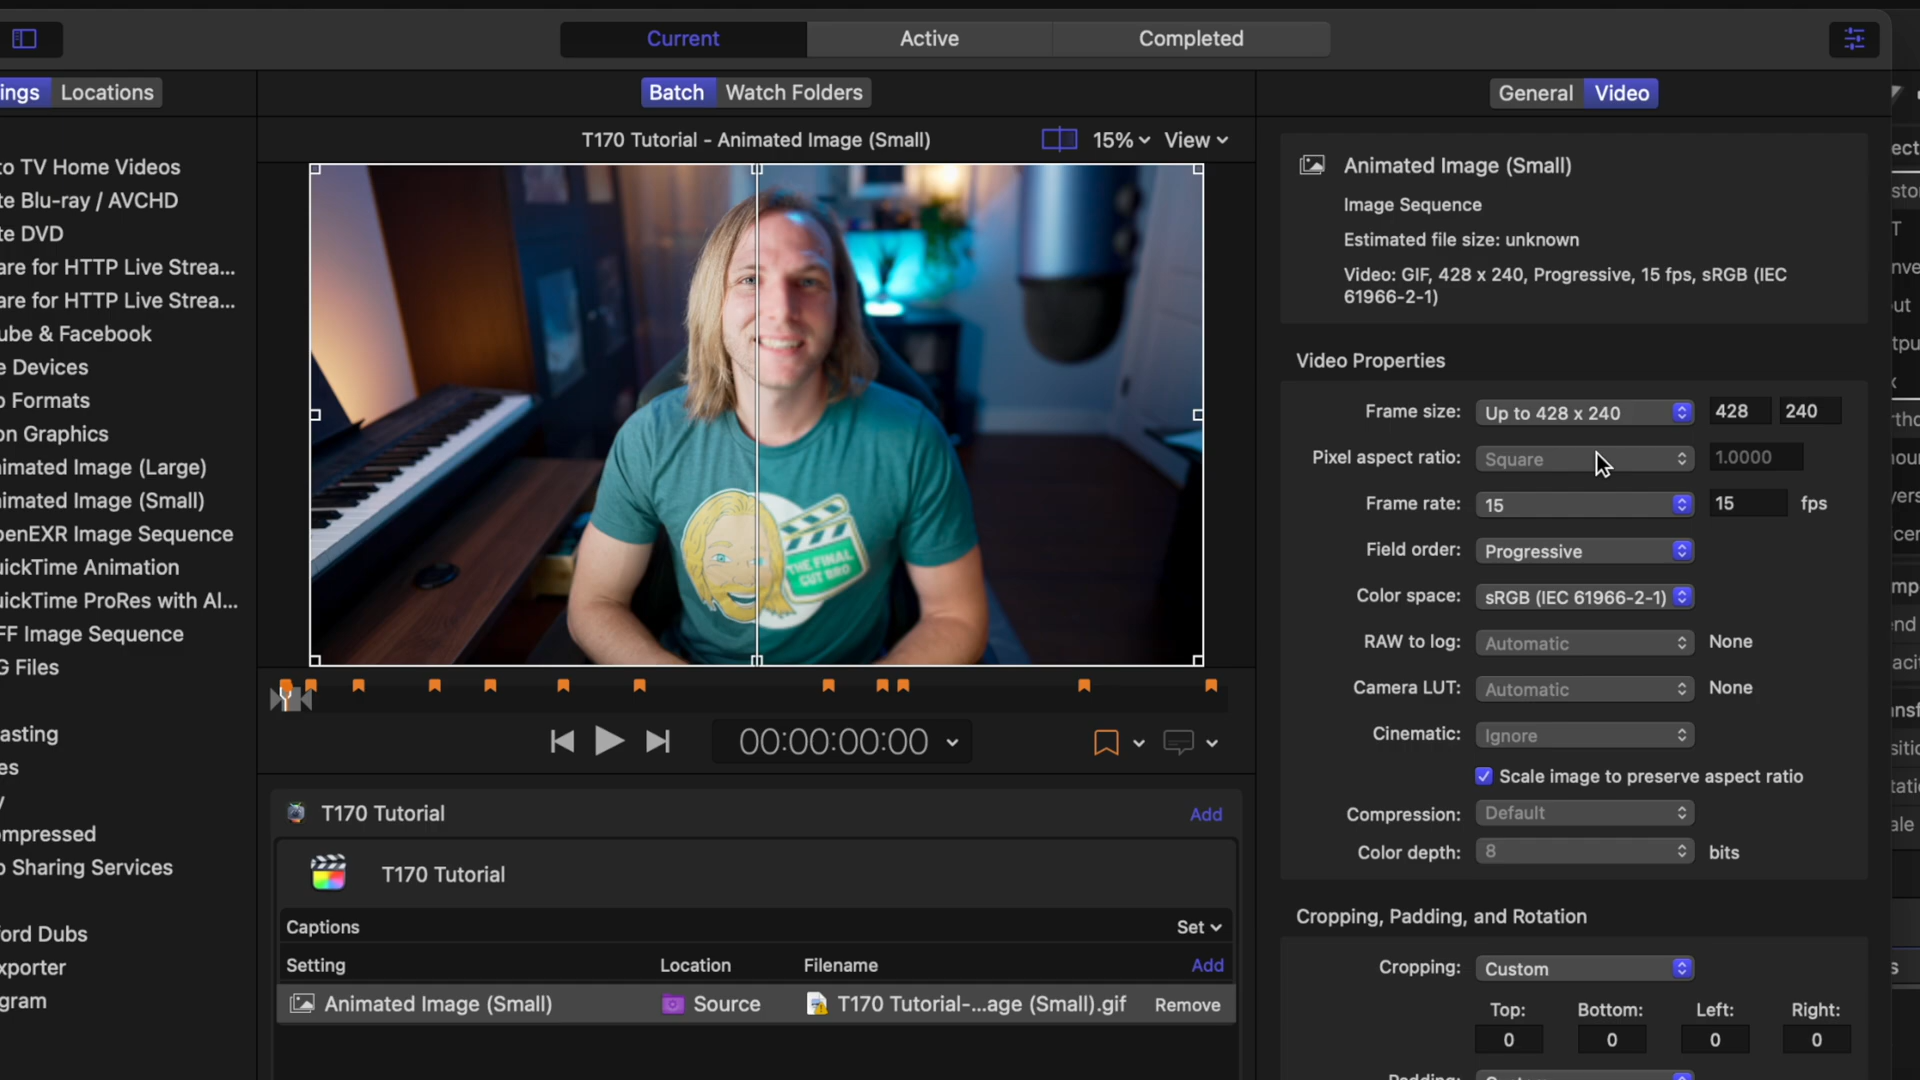 Current
Active
Completed
ings
Locations
Batch
Watch Folders
General
Video
T170 Tutorial - Animated Image (Small)
15%
View
to TV Home Videos
te Blu-ray / AVCHD
te DVD
are for HTTP Live Strea...
are for HTTP Live Strea...
ube & Facebook
e Devices
o Formats
on Graphics
imated Image (Large)
imated Image (Small)
penEXR Image Sequence
uickTime Animation
uickTime ProRes with Al...
FF Image Sequence
G Files
asting
es
y
ompressed
o Sharing Services
ford Dubs
xporter
gram
THE FINAL
CUT BRO
00:00:00:00
T170 Tutorial
Add
T170 Tutorial
Captions
Set
Setting
Location
Filename
Add
Animated Image (Small)
Source
T170 Tutorial-...age (Small).gif
Remove
Animated Image (Small)
Image Sequence
Estimated file size: unknown
Video: GIF, 428 x 240, Progressive, 15 fps, sRGB (IEC
61966-2-1)
Video Properties
Frame size: Up to 428 x 240 428 240
Pixel aspect ratio: Square 1.0000
Frame rate: 15 15 fps
Field order: Progressive
Color space: sRGB (IEC 61966-2-1)
RAW to log: Automatic None
Camera LUT: Automatic None
Cinematic: Ignore
Scale image to preserve aspect ratio
Compression: Default
Color depth: 8 bits
Cropping, Padding, and Rotation
Cropping: Custom
Top: Bottom: Left: Right:
0 0 0 0
Padding: Custom